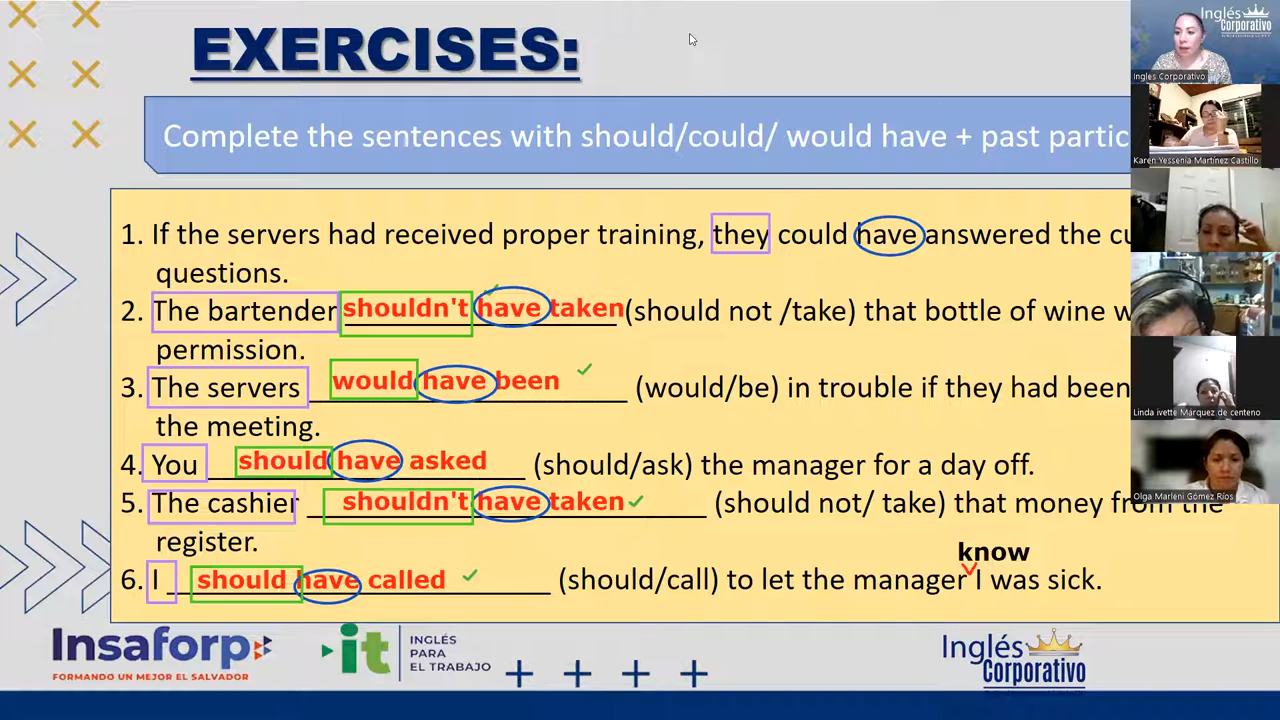 EXERCISES:
Complete the sentences with should/could/ would have + past partic
1. If the servers had received proper training, they could have answered the cu
questions.
2. The bartender shouldn't have taken (should not /take) that bottle of wine w
permission.
3. The servers would have been (would/be) in trouble if they had been
the meeting.
4. You should have asked (should/ask) the manager for a day off.
5. The cashier shouldn't have taken (should not/ take) that money from the
register.
know
6. I should have called (should/call) to let the manager I was sick.
Insaforp
FORMANDO UN MEJOR EL SALVADOR
it
INGLÉS
PARA
EL TRABAJO
Inglés
Corporativo
Inglés
Corporativo
Ingles Corporativo
Karen Yessenia Martínez Castillo
Linda ivette Márquez de centeno
Olga Marleni Gómez Ríos